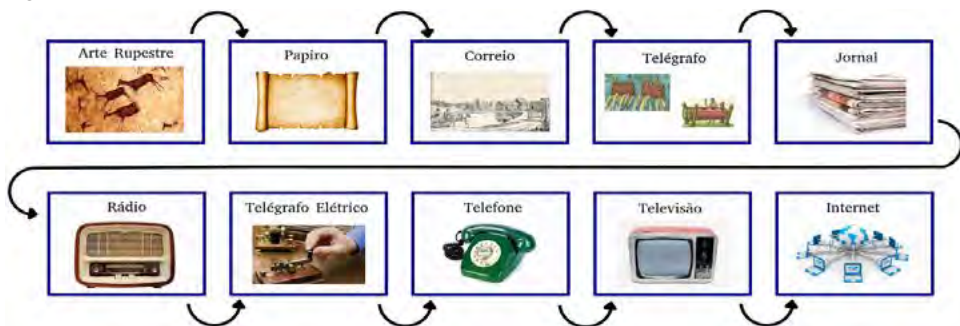 Arte Rupestre
Papiro
Correio
Telégrafo
Jornal
Rádio
Telégrafo Elétrico
Telefone
Televisão
Internet